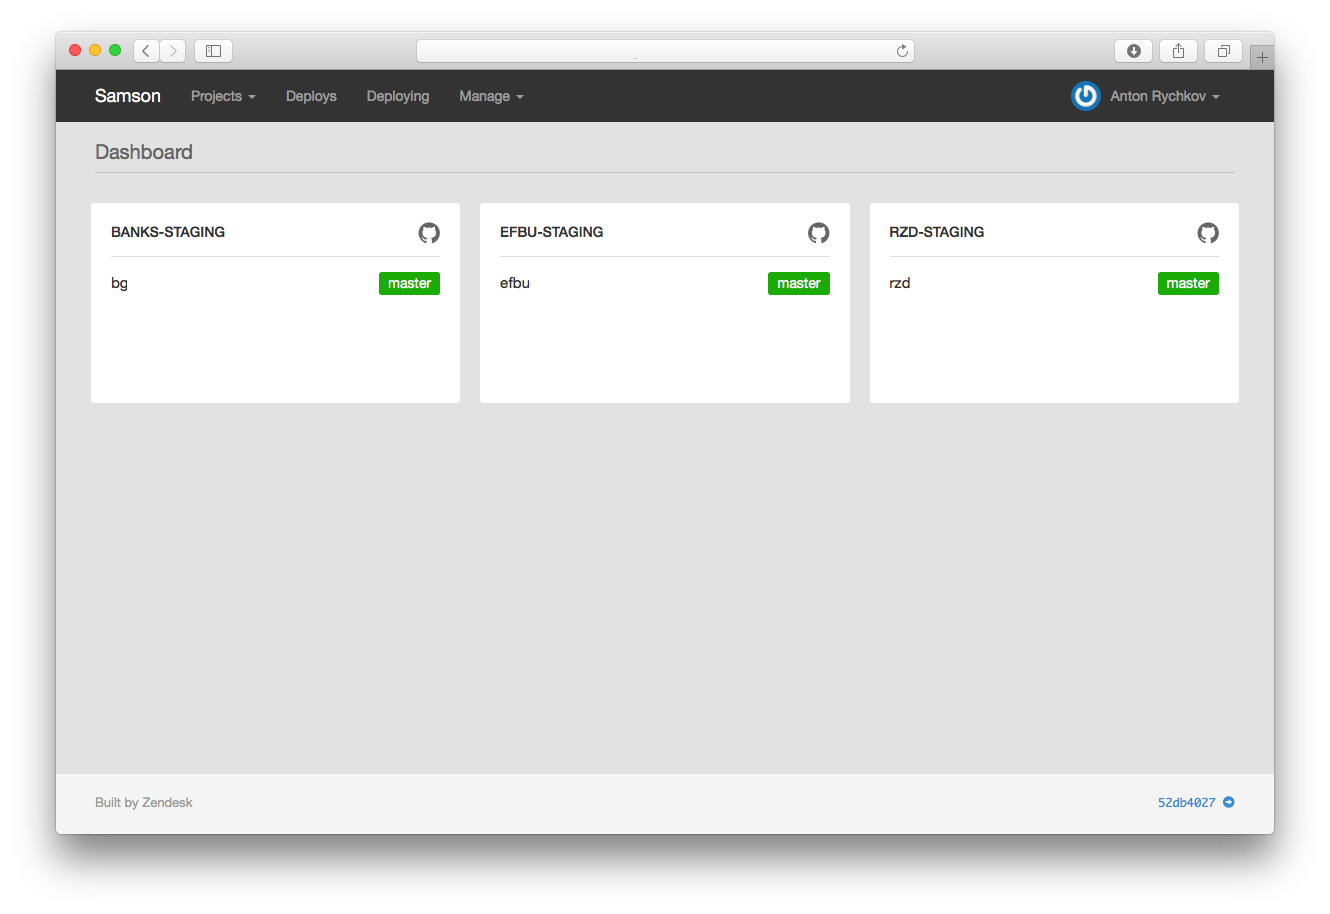 Samson Projects Deploys Deploying Manage Anton Rychkov
Dashboard
BANKS-STAGING
bg master
EFBU-STAGING
efbu master
RZD-STAGING
rzd master
Built by Zendesk 52db4027